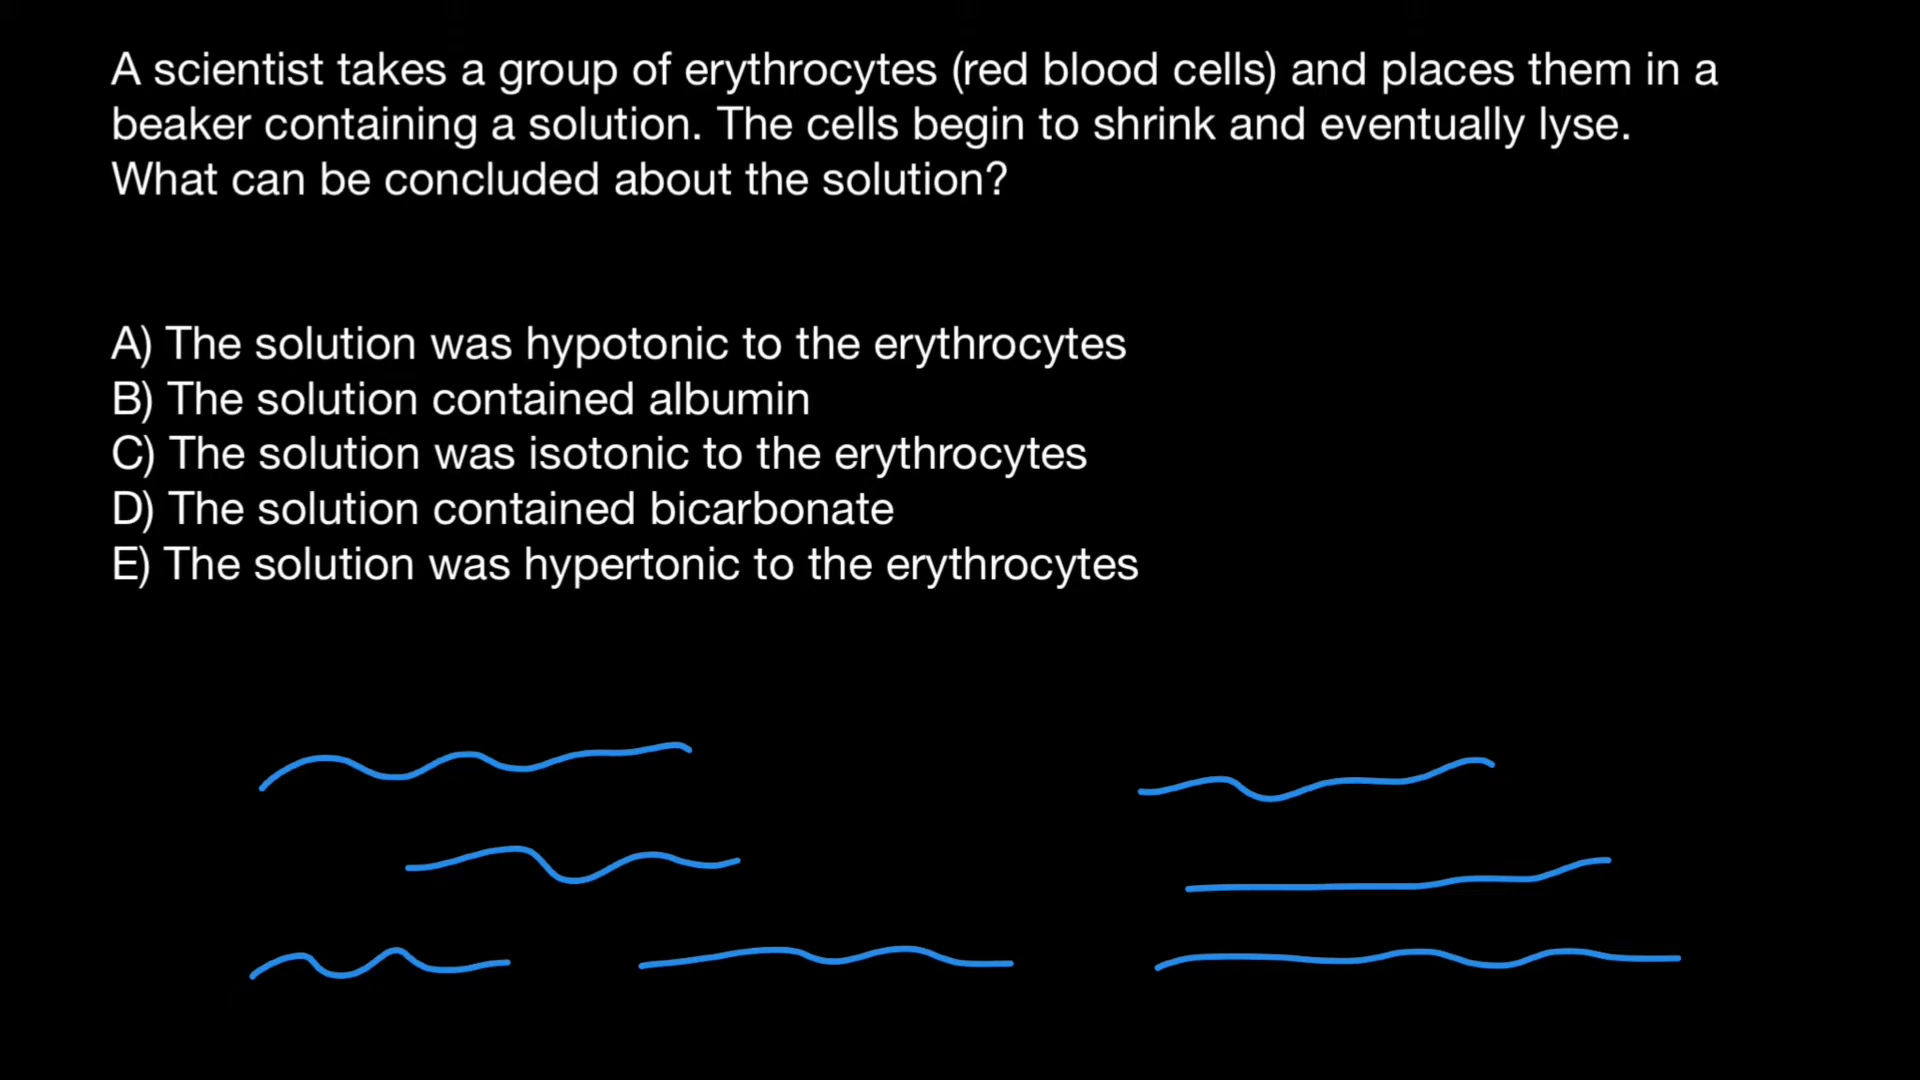 A scientist takes a group of erythrocytes (red blood cells) and places them in a
beaker containing a solution. The cells begin to shrink and eventually lyse.
What can be concluded about the solution?
A) The solution was hypotonic to the erythrocytes
B) The solution contained albumin
C) The solution was isotonic to the erythrocytes
D) The solution contained bicarbonate
E) The solution was hypertonic to the erythrocytes